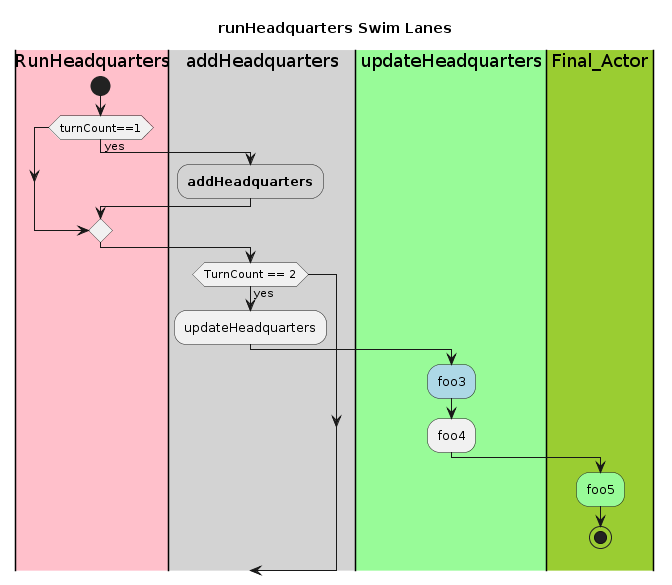 runHeadquarters Swim Lanes
RunHeadquarters
addHeadquarters
updateHeadquarters
Final_Actor
turnCount==1
yes
addHeadquarters
TurnCount == 2
yes
updateHeadquarters
foo3
foo4
foo5